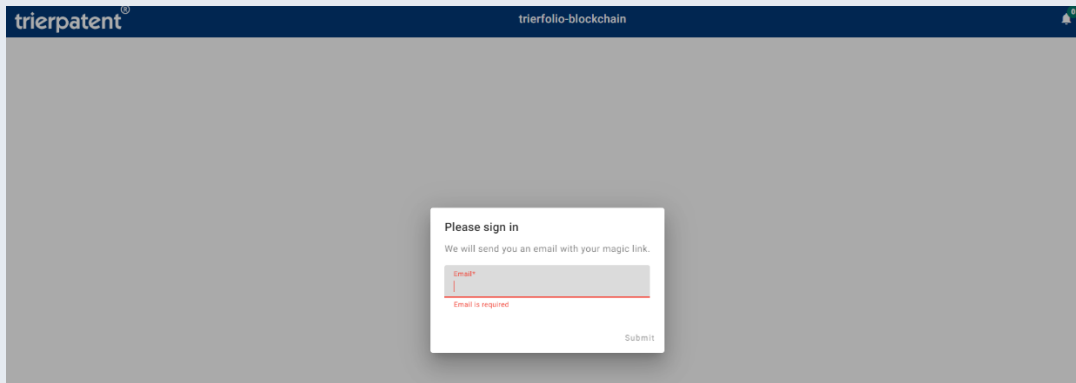 trierpatent®
trierfolio-blockchain
0
Please sign in
We will send you an email with your magic link.
Email*
Email is required
Submit